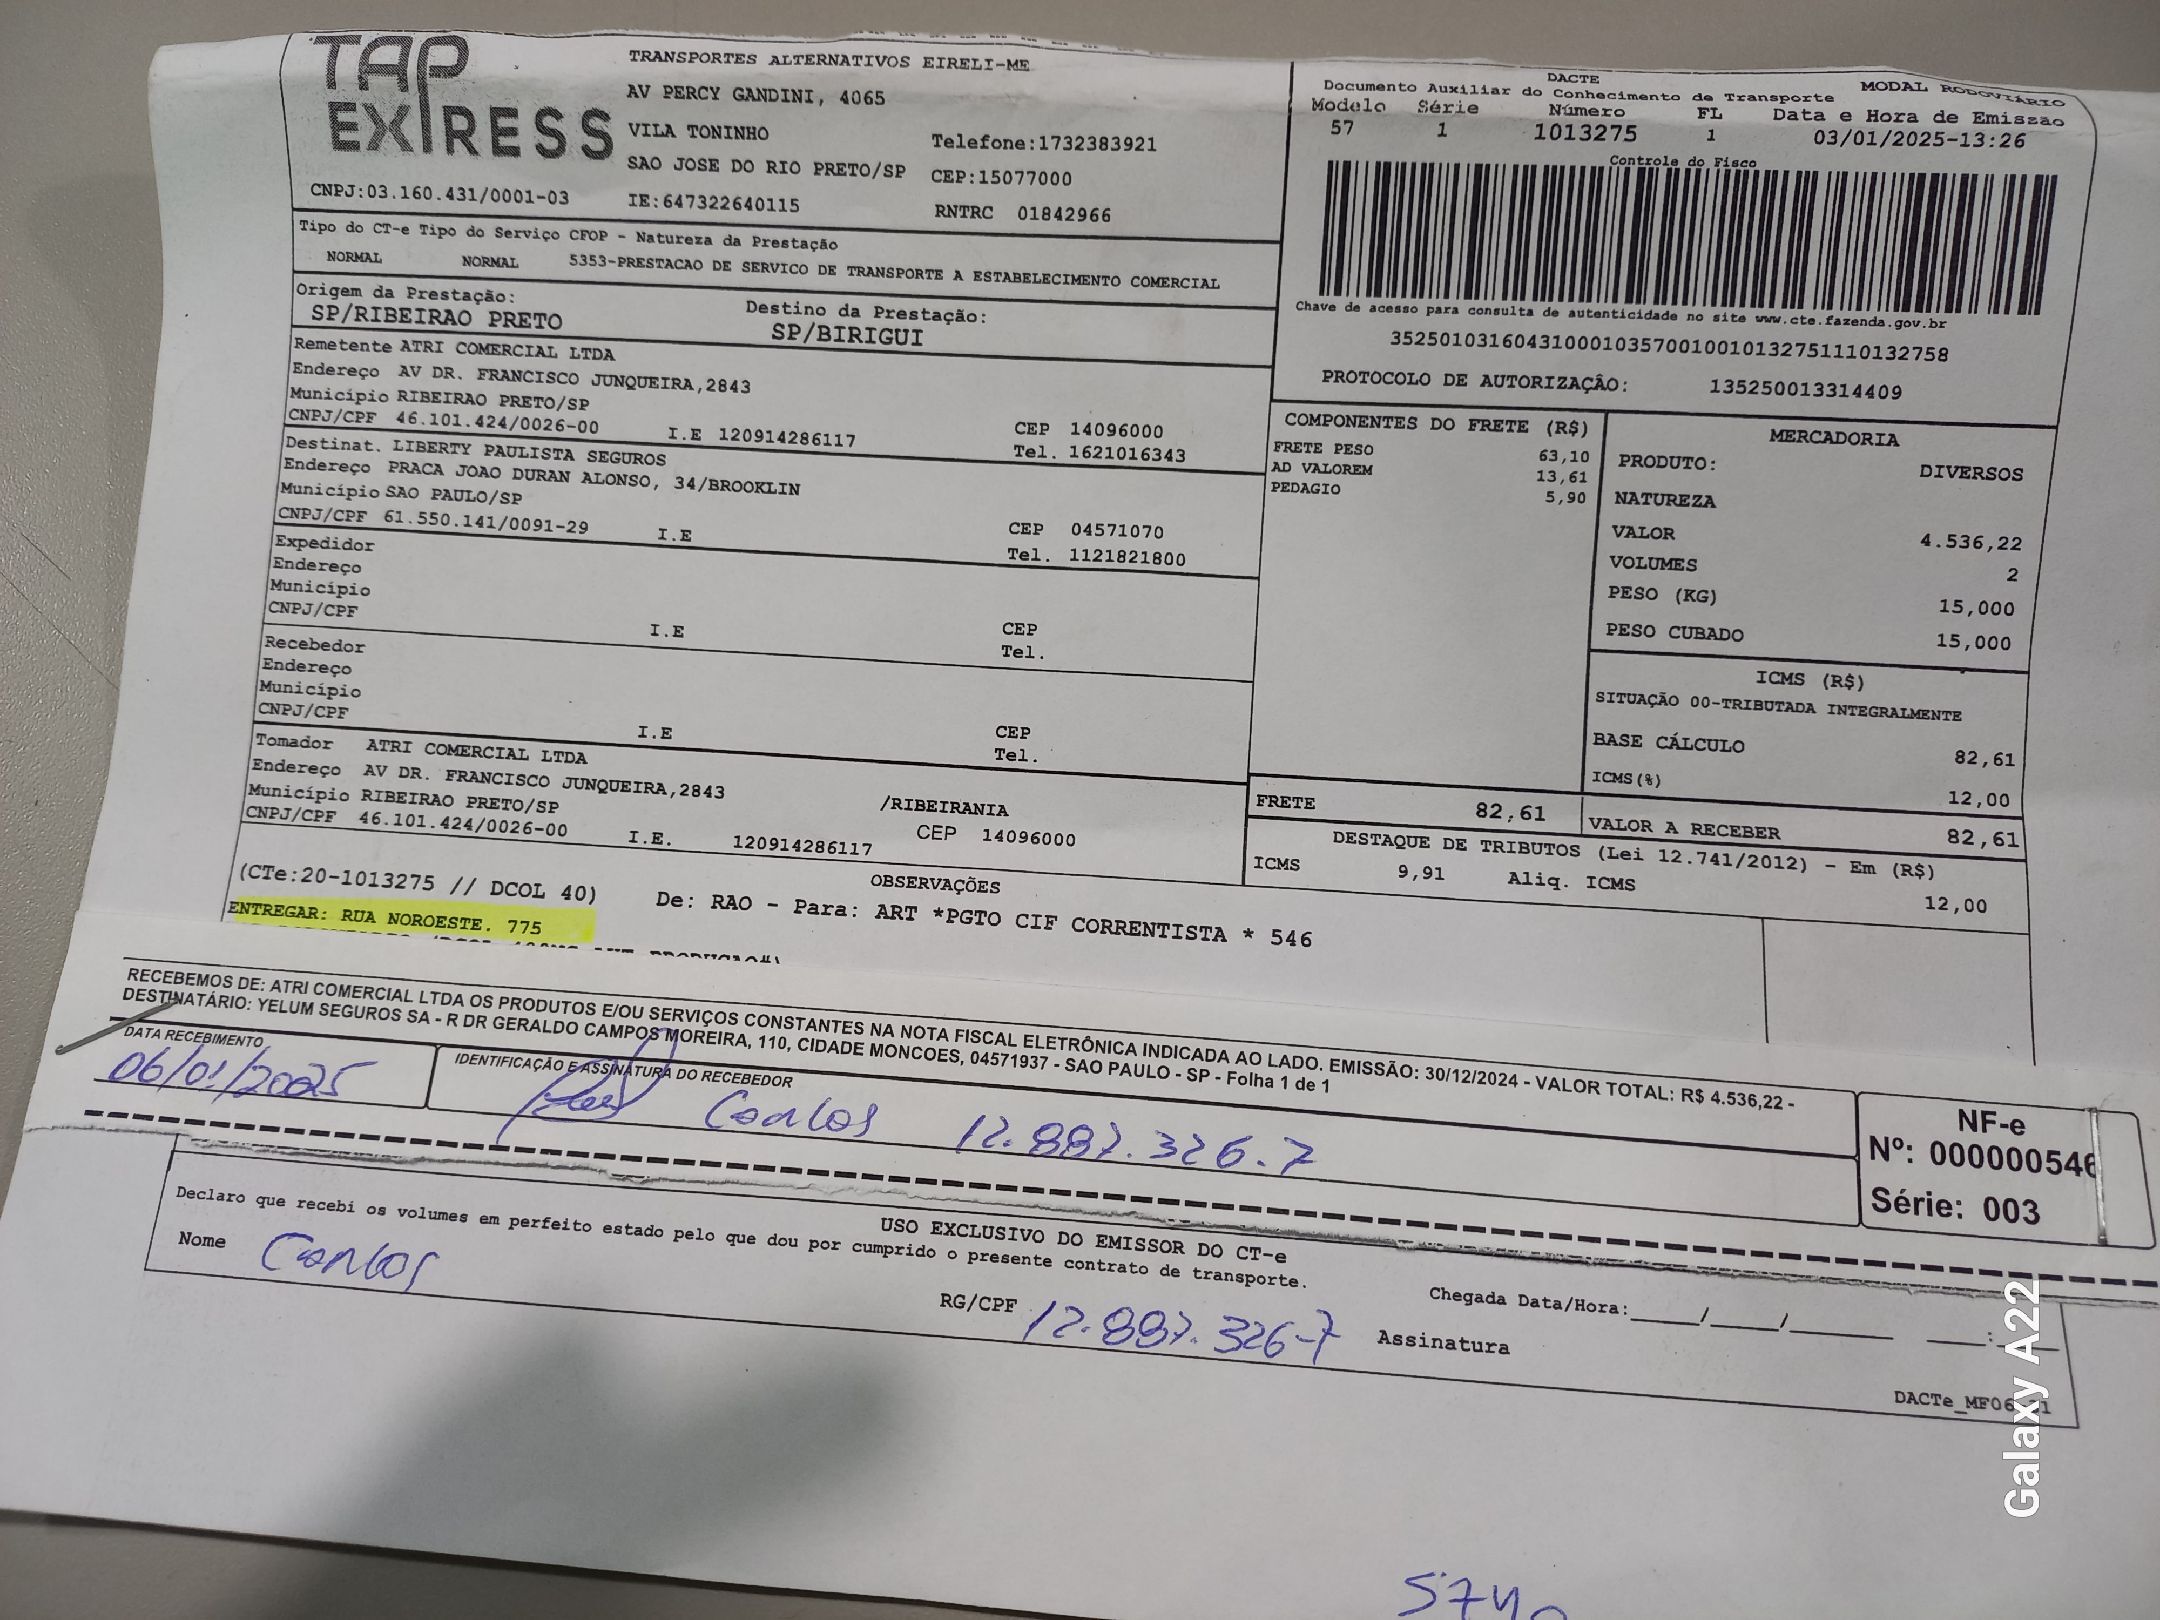 TAP EXPRESS
TRANSPORTES ALTERNATIVOS EIRELI-ME
AV PERCY GANDINI, 4065
VILA TONINHO
Telefone:1732383921
SAO JOSE DO RIO PRETO/SP CEP:15077000
CNPJ:03.160.431/0001-03 IE:647322640115 RNTRC 01842966
DACTE MODAL RODOVIÁRIO
Documento Auxiliar do Conhecimento de Transporte
Modelo Série Número FL Data e Hora de Emissão
57 1 1013275 1 03/01/2025-13:26
Controle do Fisco
Chave de acesso para consulta de autenticidade no site www.cte.fazenda.gov.br
35250103160431000103570010010132751110132758
PROTOCOLO DE AUTORIZAÇÃO: 135250013314409
Tipo do CT-e Tipo do Serviço CFOP - Natureza da Prestação
NORMAL NORMAL 5353-PRESTACAO DE SERVICO DE TRANSPORTE A ESTABELECIMENTO COMERCIAL
Origem da Prestação: Destino da Prestação:
SP/RIBEIRAO PRETO SP/BIRIGUI
Remetente ATRI COMERCIAL LTDA
Endereço AV DR. FRANCISCO JUNQUEIRA,2843
Município RIBEIRAO PRETO/SP CEP 14096000
CNPJ/CPF 46.101.424/0026-00 I.E 120914286117 Tel. 1621016343
Destinat. LIBERTY PAULISTA SEGUROS
Endereço PRACA JOAO DURAN ALONSO, 34/BROOKLIN
Município SAO PAULO/SP CEP 04571070
CNPJ/CPF 61.550.141/0091-29 I.E Tel. 1121821800
Expedidor
Endereço
Município CEP
CNPJ/CPF I.E Tel.
Recebedor
Endereço
Município CEP
CNPJ/CPF I.E Tel.
Tomador ATRI COMERCIAL LTDA
Endereço AV DR. FRANCISCO JUNQUEIRA,2843 /RIBEIRANIA
Município RIBEIRAO PRETO/SP CEP 14096000
CNPJ/CPF 46.101.424/0026-00 I.E. 120914286117
COMPONENTES DO FRETE (R$)
FRETE PESO 63,10
AD VALOREM 13,61
PEDAGIO 5,90
MERCADORIA
PRODUTO: DIVERSOS
NATUREZA
VALOR 4.536,22
VOLUMES 2
PESO (KG) 15,000
PESO CUBADO 15,000
ICMS (R$)
SITUAÇÃO 00-TRIBUTADA INTEGRALMENTE
BASE CÁLCULO 82,61
ICMS(%) 12,00
FRETE 82,61 VALOR A RECEBER 82,61
DESTAQUE DE TRIBUTOS (Lei 12.741/2012) - Em (R$)
ICMS 9,91 Aliq. ICMS 12,00
OBSERVAÇÕES
(CTe:20-1013275 // DCOL 40) De: RAO - Para: ART *PGTO CIF CORRENTISTA * 546
ENTREGAR: RUA NOROESTE. 775
RECEBEMOS DE: ATRI COMERCIAL LTDA OS PRODUTOS E/OU SERVIÇOS CONSTANTES NA NOTA FISCAL ELETRÔNICA INDICADA AO LADO. EMISSÃO: 30/12/2024 - VALOR TOTAL: R$ 4.536,22 -
DESTINATÁRIO: YELUM SEGUROS SA - R DR GERALDO CAMPOS MOREIRA, 110, CIDADE MONCOES, 04571937 - SAO PAULO - SP - Folha 1 de 1
DATA RECEBIMENTO IDENTIFICAÇÃO E ASSINATURA DO RECEBEDOR
06/01/2025 Carlos 12.887.326-7
NF-e
Nº: 000000546
Série: 003
USO EXCLUSIVO DO EMISSOR DO CT-e
Declaro que recebi os volumes em perfeito estado pelo que dou por cumprido o presente contrato de transporte.
Nome Carlos RG/CPF 12.887.326-7 Chegada Data/Hora:____/____/______ ____:____
Assinatura
Galaxy A22